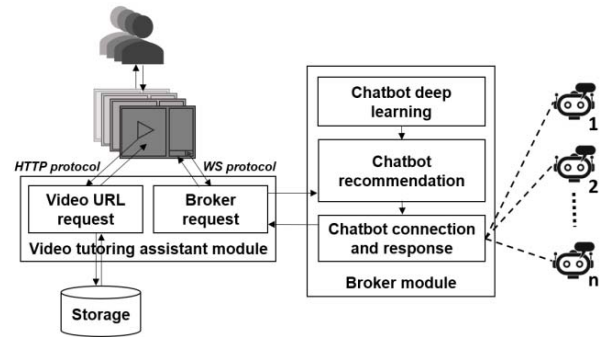 HTTP protocol
WS protocol
Video URL
request
Broker
request
Video tutoring assistant module
Storage
Chatbot deep
learning
Chatbot
recommendation
Chatbot connection
and response
Broker module
1
2
n